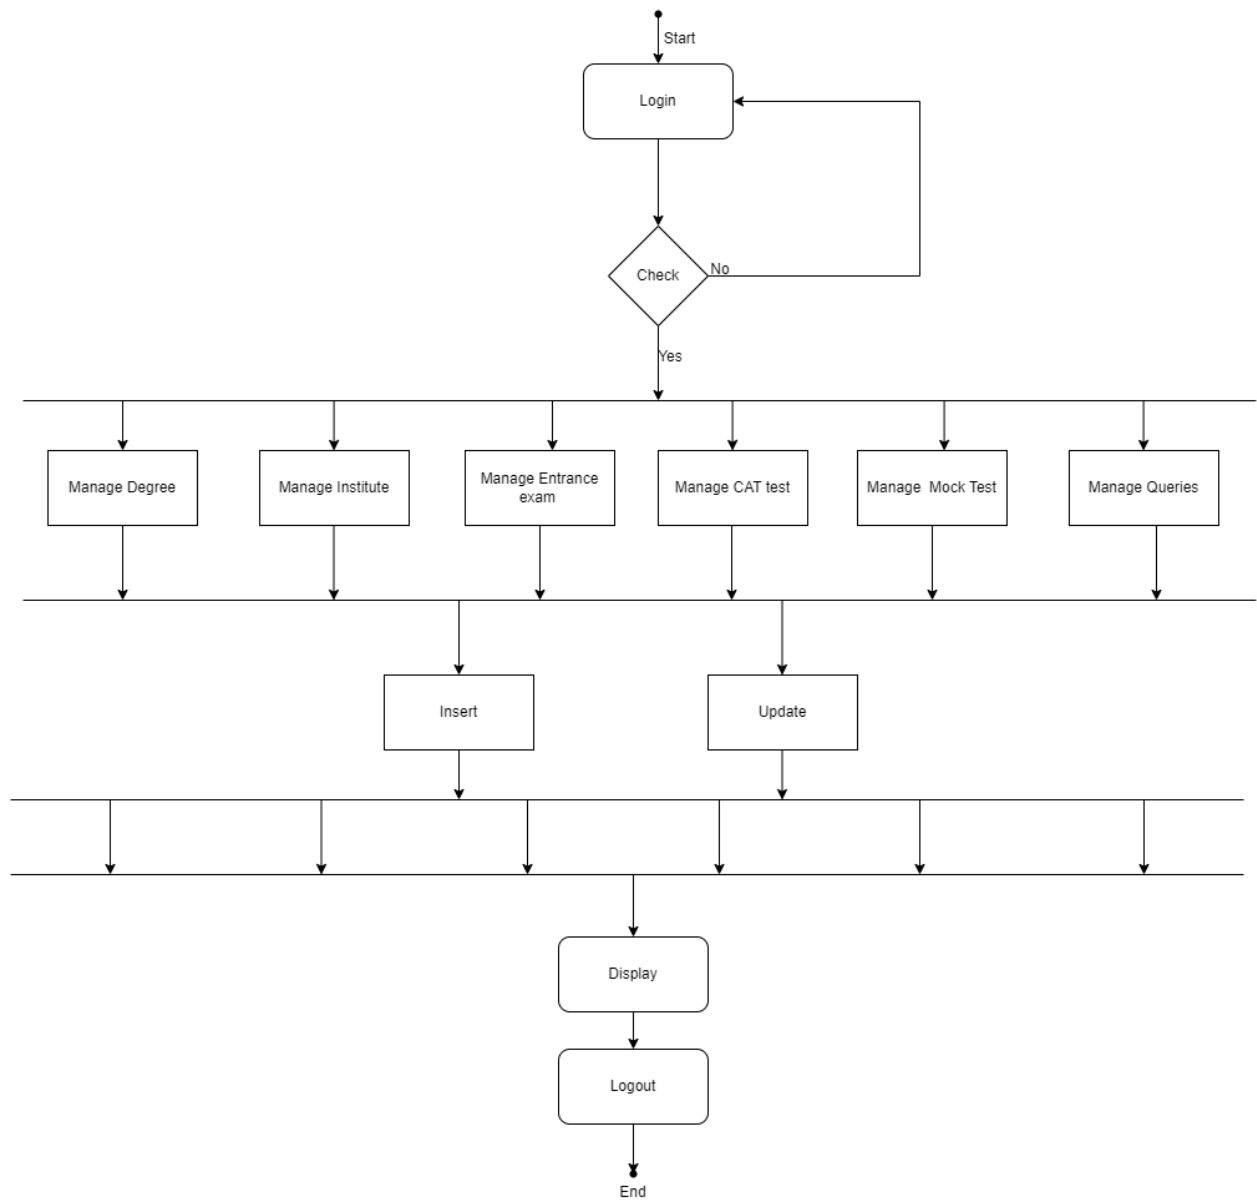 Start
Login
Check
No
Yes
Manage Degree
Manage Institute
Manage Entrance
exam
Manage CAT test
Manage  Mock Test
Manage Queries
Insert
Update
Display
Logout
End